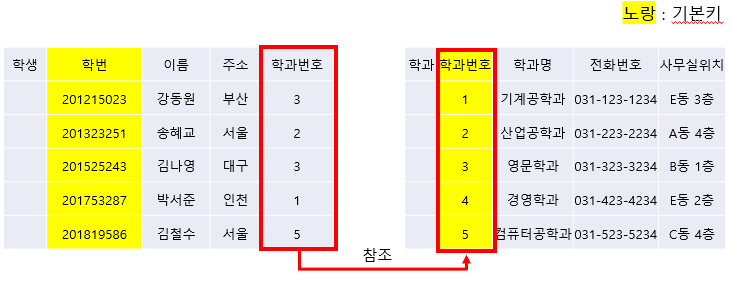 노랑 : 기본키
학생 학번 이름 주소 학과번호
201215023 강동원 부산 3
201323251 송혜교 서울 2
201525243 김나영 대구 3
201753287 박서준 인천 1
201819586 김철수 서울 5
학과 학과번호 학과명 전화번호 사무실위치
1 기계공학과 031-123-1234 E동 3층
2 산업공학과 031-223-2234 A동 4층
3 영문학과 031-323-3234 B동 1층
4 경영학과 031-423-4234 E동 2층
5 컴퓨터공학과 031-523-5234 C동 4층
참조